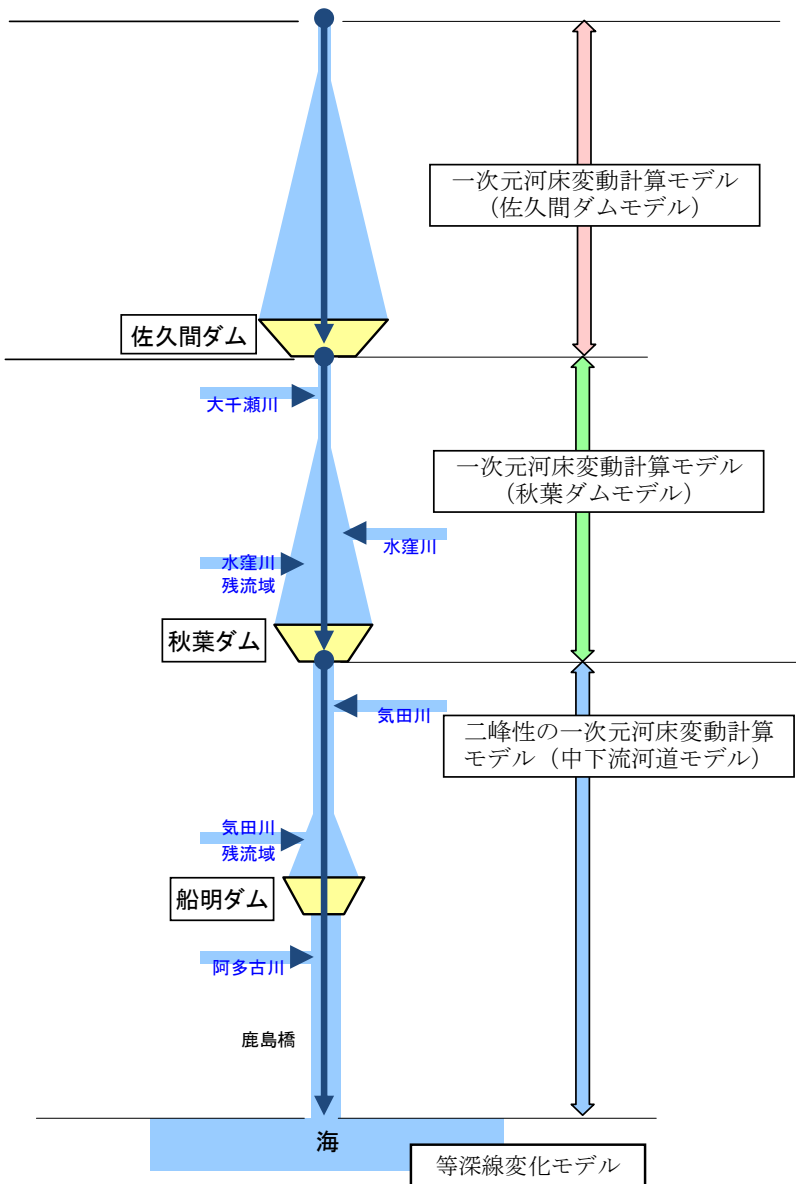 一次元河床変動計算モデル
（佐久間ダムモデル）
佐久間ダム
大千瀬川
一次元河床変動計算モデル
（秋葉ダムモデル）
水窪川
水窪川
残流域
秋葉ダム
気田川
二峰性の一次元河床変動計算
モデル（中下流河道モデル）
気田川
残流域
船明ダム
阿多古川
鹿島橋
海
等深線変化モデル